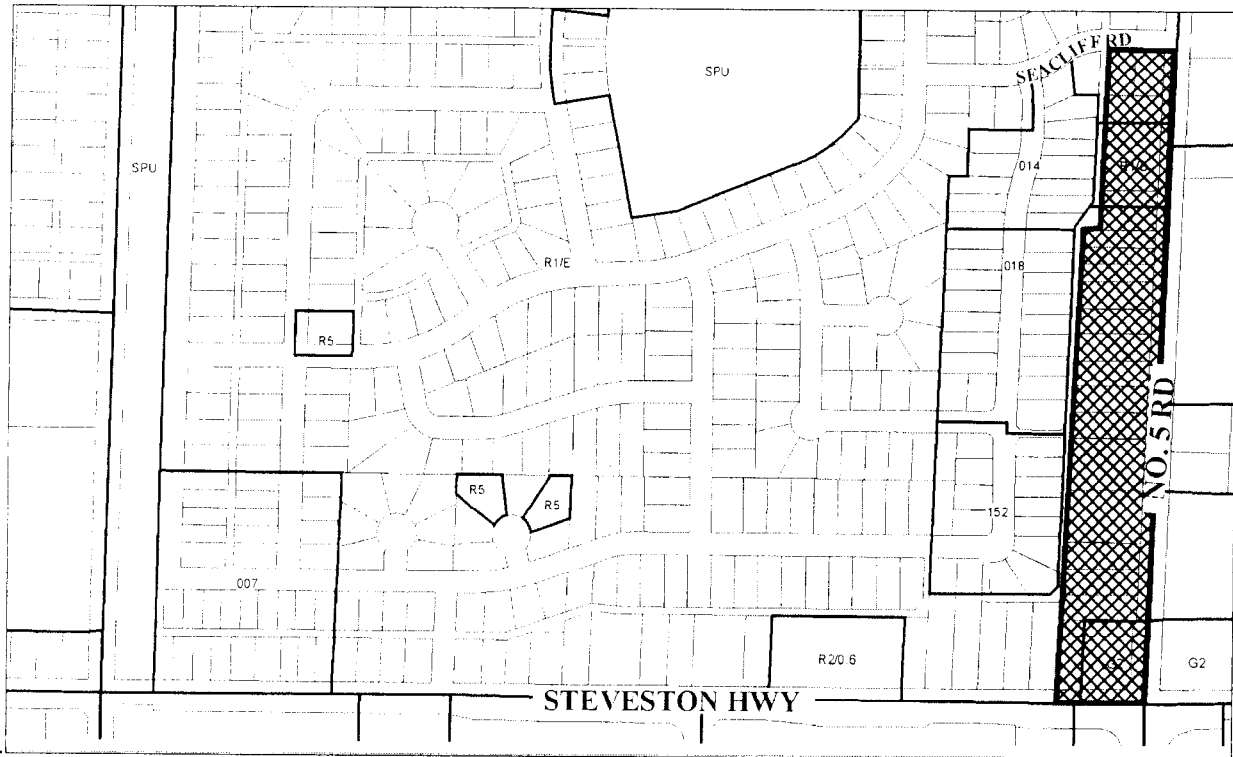 SEACLIFF RD
SPU
SPU
014
R1/E
018
R5
NO. 5 RD
R5
R5
152
007
R2/0.6
G2
STEVESTON HWY